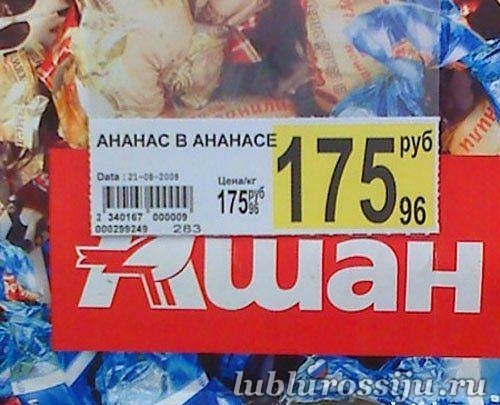 АНАНАС В АНАНАСЕ
175 руб 96
Data : 21-08-2008
Цена/кг
175 руб 96
2 340167 000009
000299249 283
Ашан
lublurossiju.ru